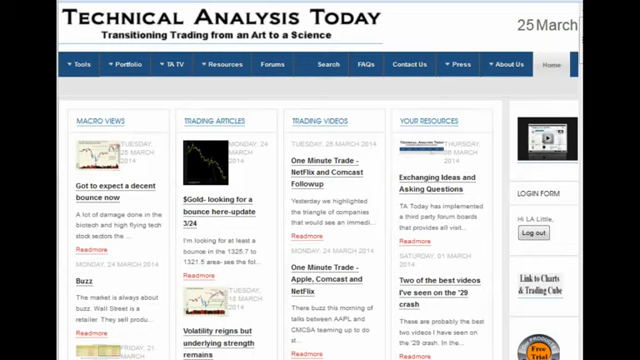 TECHNICAL ANALYSIS TODAY
Transitioning Trading from an Art to a Science
25 March
Tools
Portfolio
TA TV
Resources
Forums
Search
FAQs
Contact Us
Press
About Us
Home
MACRO VIEWS
TUESDAY,
25 MARCH
2014
Got to expect a decent
bounce now
A lot of damage done in the
biotech and high flying tech
stock sectors the ...
Readmore
MONDAY, 24 MARCH 2014
Buzz
The market is always about
buzz. Wall Street is a
retailer. They sell produ...
Readmore
FRIDAY, 21
MARCH
TRADING ARTICLES
MONDAY, 24
MARCH
2014
$Gold- looking for a
bounce here-update
3/24
I'm looking for at least a
bounce in the 1325.7 to
1321.5 area- see the fol...
Readmore
TUESDAY,
18 MARCH
2014
Volatility reigns but
underlying strength
remains
TRADING VIDEOS
TUESDAY, 25 MARCH 2014
One Minute Trade -
NetFlix and Comcast
Followup
Yesterday we highlighted
the triangle of companies
that would see an immedi...
Readmore
MONDAY, 24 MARCH 2014
One Minute Trade -
Apple, Comcast and
NetFlix
There buzz this morning of
talks between AAPL and
CMCSA teaming up to do
st...
Readmore
YOUR RESOURCES
THURSDAY,
MARCH
2014
Exchanging Ideas and
Asking Questions
TA Today has implemented
a third party forum boards
that provides all visit...
Readmore
SATURDAY, 01 MARCH
2014
Two of the best videos
I've seen on the '29
crash
These are probably the best
two videos I have seen on
the '29 crash. In the ...
Readmore
LOGIN FORM
Hi LA Little,
Log out
Link to Charts
& Trading Cube
Free
Trial